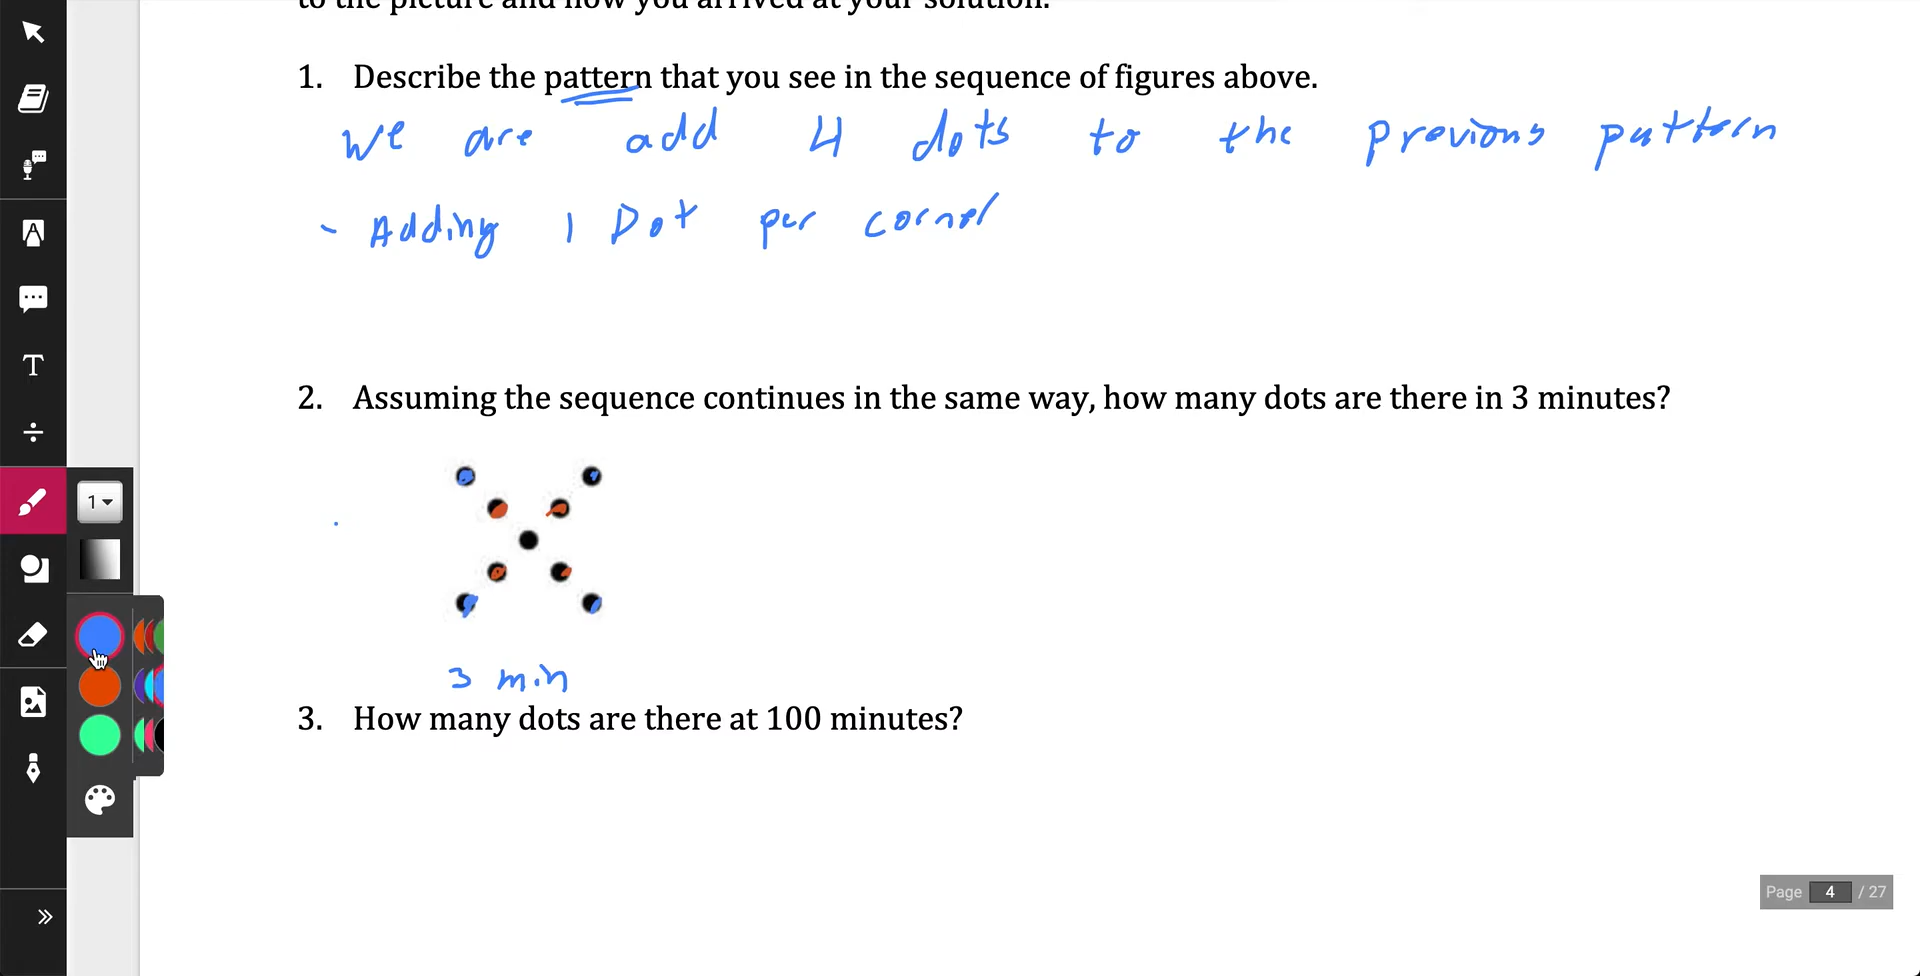 to the picture and how you arrived at your solution.
1. Describe the pattern that you see in the sequence of figures above.
We are add 4 dots to the previous pattern
- Adding 1 Dot per corner
2. Assuming the sequence continues in the same way, how many dots are there in 3 minutes?
T
1
3 min
3. How many dots are there at 100 minutes?
Page 4 / 27